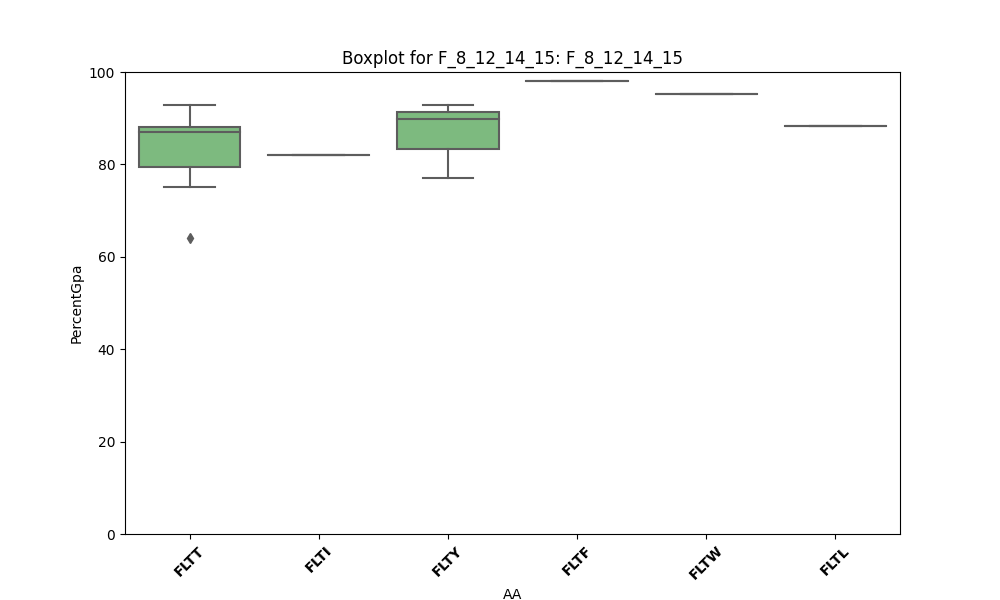 Boxplot for F_8_12_14_15: F_8_12_14_15
100
80
60
40
20
0
PercentGpa
FLTT
FLTI
FLTY
FLTF
FLTW
FLTL
AA